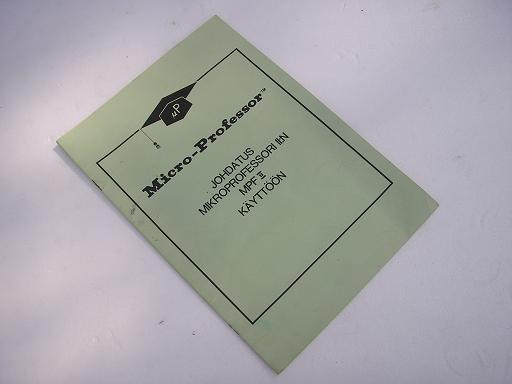 µP
Micro-Professor™
JOHDATUS
MIKROPROFESSORI II:N
MPF II
KÄYTTÖÖN